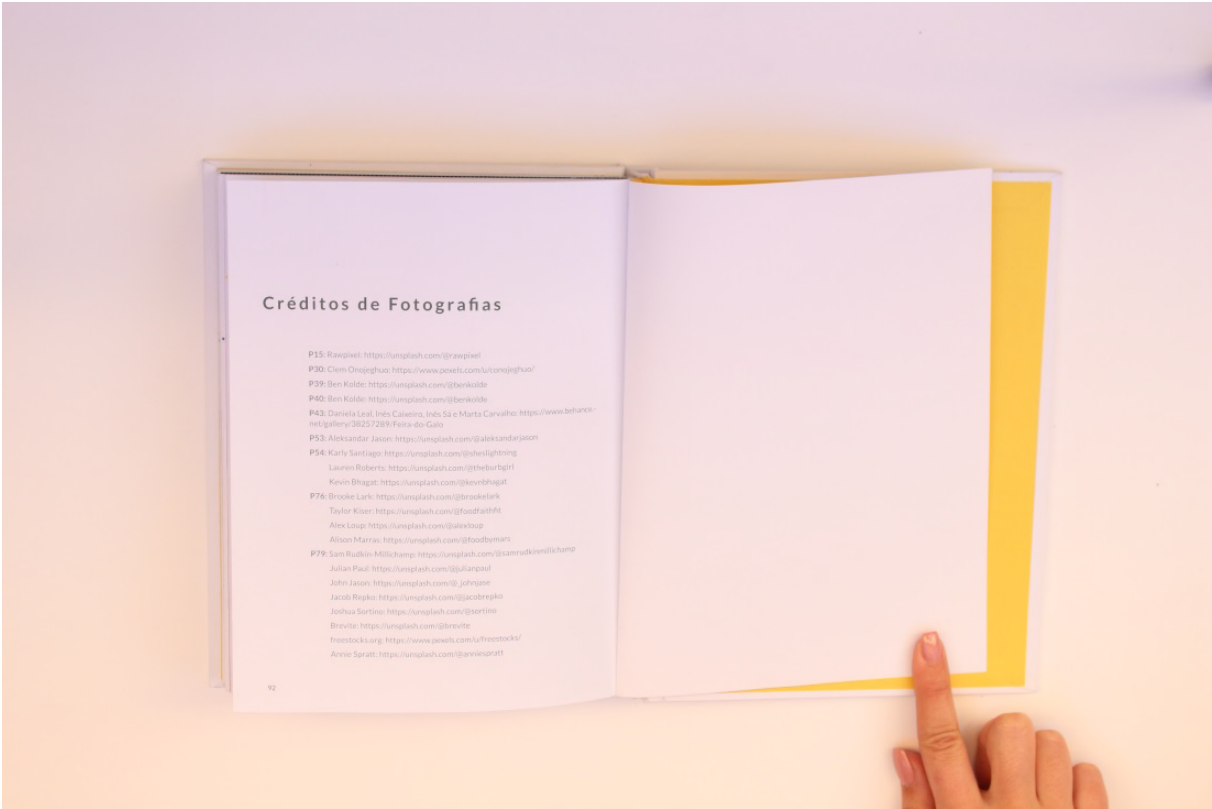 Créditos de Fotografias
P15: Rawpixel: https://unsplash.com/@rawpixel
P30: Clem Onojeghuo: https://www.pexels.com/u/conojeghuo/
P39: Ben Kolde: https://unsplash.com/@benkolde
P40: Ben Kolde: https://unsplash.com/@benkolde
P43: Daniela Leal, Inês Caixeiro, Inês Sá e Marta Carvalho: https://www.behance.-
net/gallery/38257289/Feira-do-Galo
P53: Aleksandar Jason: https://unsplash.com/@aleksandarjason
P54: Karly Santiago: https://unsplash.com/@sheslightning
Lauren Roberts: https://unsplash.com/@theburbgirl
Kevin Bhagat: https://unsplash.com/@kevnbhagat
P76: Brooke Lark: https://unsplash.com/@brookelark
Taylor Kiser: https://unsplash.com/@foodfaithfit
Alex Loup: https://unsplash.com/@alexloup
Alison Marras: https://unsplash.com/@foodbymars
P79: Sam Rudkin-Millichamp:
Julian Paul: https://unsplash.com/@julianpaul
John Jason: https://unsplash.com/@_johnjase
Jacob Repko: https://unsplash.com/@jacobrepko
Joshua Sortino: https://unsplash.com/@sortino
Brevite: https://unsplash.com/@brevite
freestocks.org: https://www.pexels.com/u/freestocks/
Annie Spratt: https://unsplash.com/@anniespratt
92